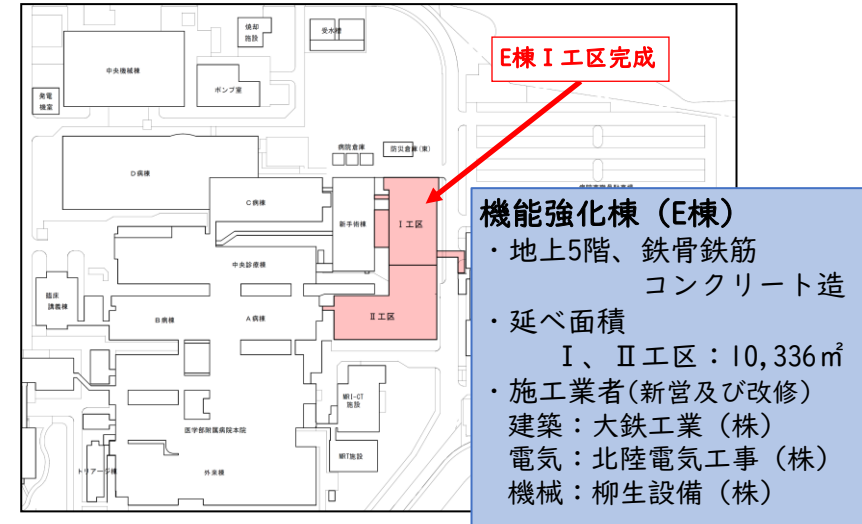 焼却
施設
受水槽
E棟Ⅰ工区完成
中央機械棟
ポンプ室
発電
機室
病院倉庫
防災倉庫(東)
D病棟
C病棟
新手術棟
Ⅰ工区
中央診療棟
臨床
講義棟
B病棟
A病棟
Ⅱ工区
MRI-CT
施設
医学部附属病院本院
MRI施設
トリアージ棟
外来棟
機能強化棟(E棟)
・地上5階、鉄骨鉄筋
コンクリート造
・延べ面積
Ⅰ、Ⅱ工区:10,336㎡
・施工業者(新営及び改修)
建築:大鉄工業(株)
電気:北陸電気工事(株)
機械:柳生設備(株)